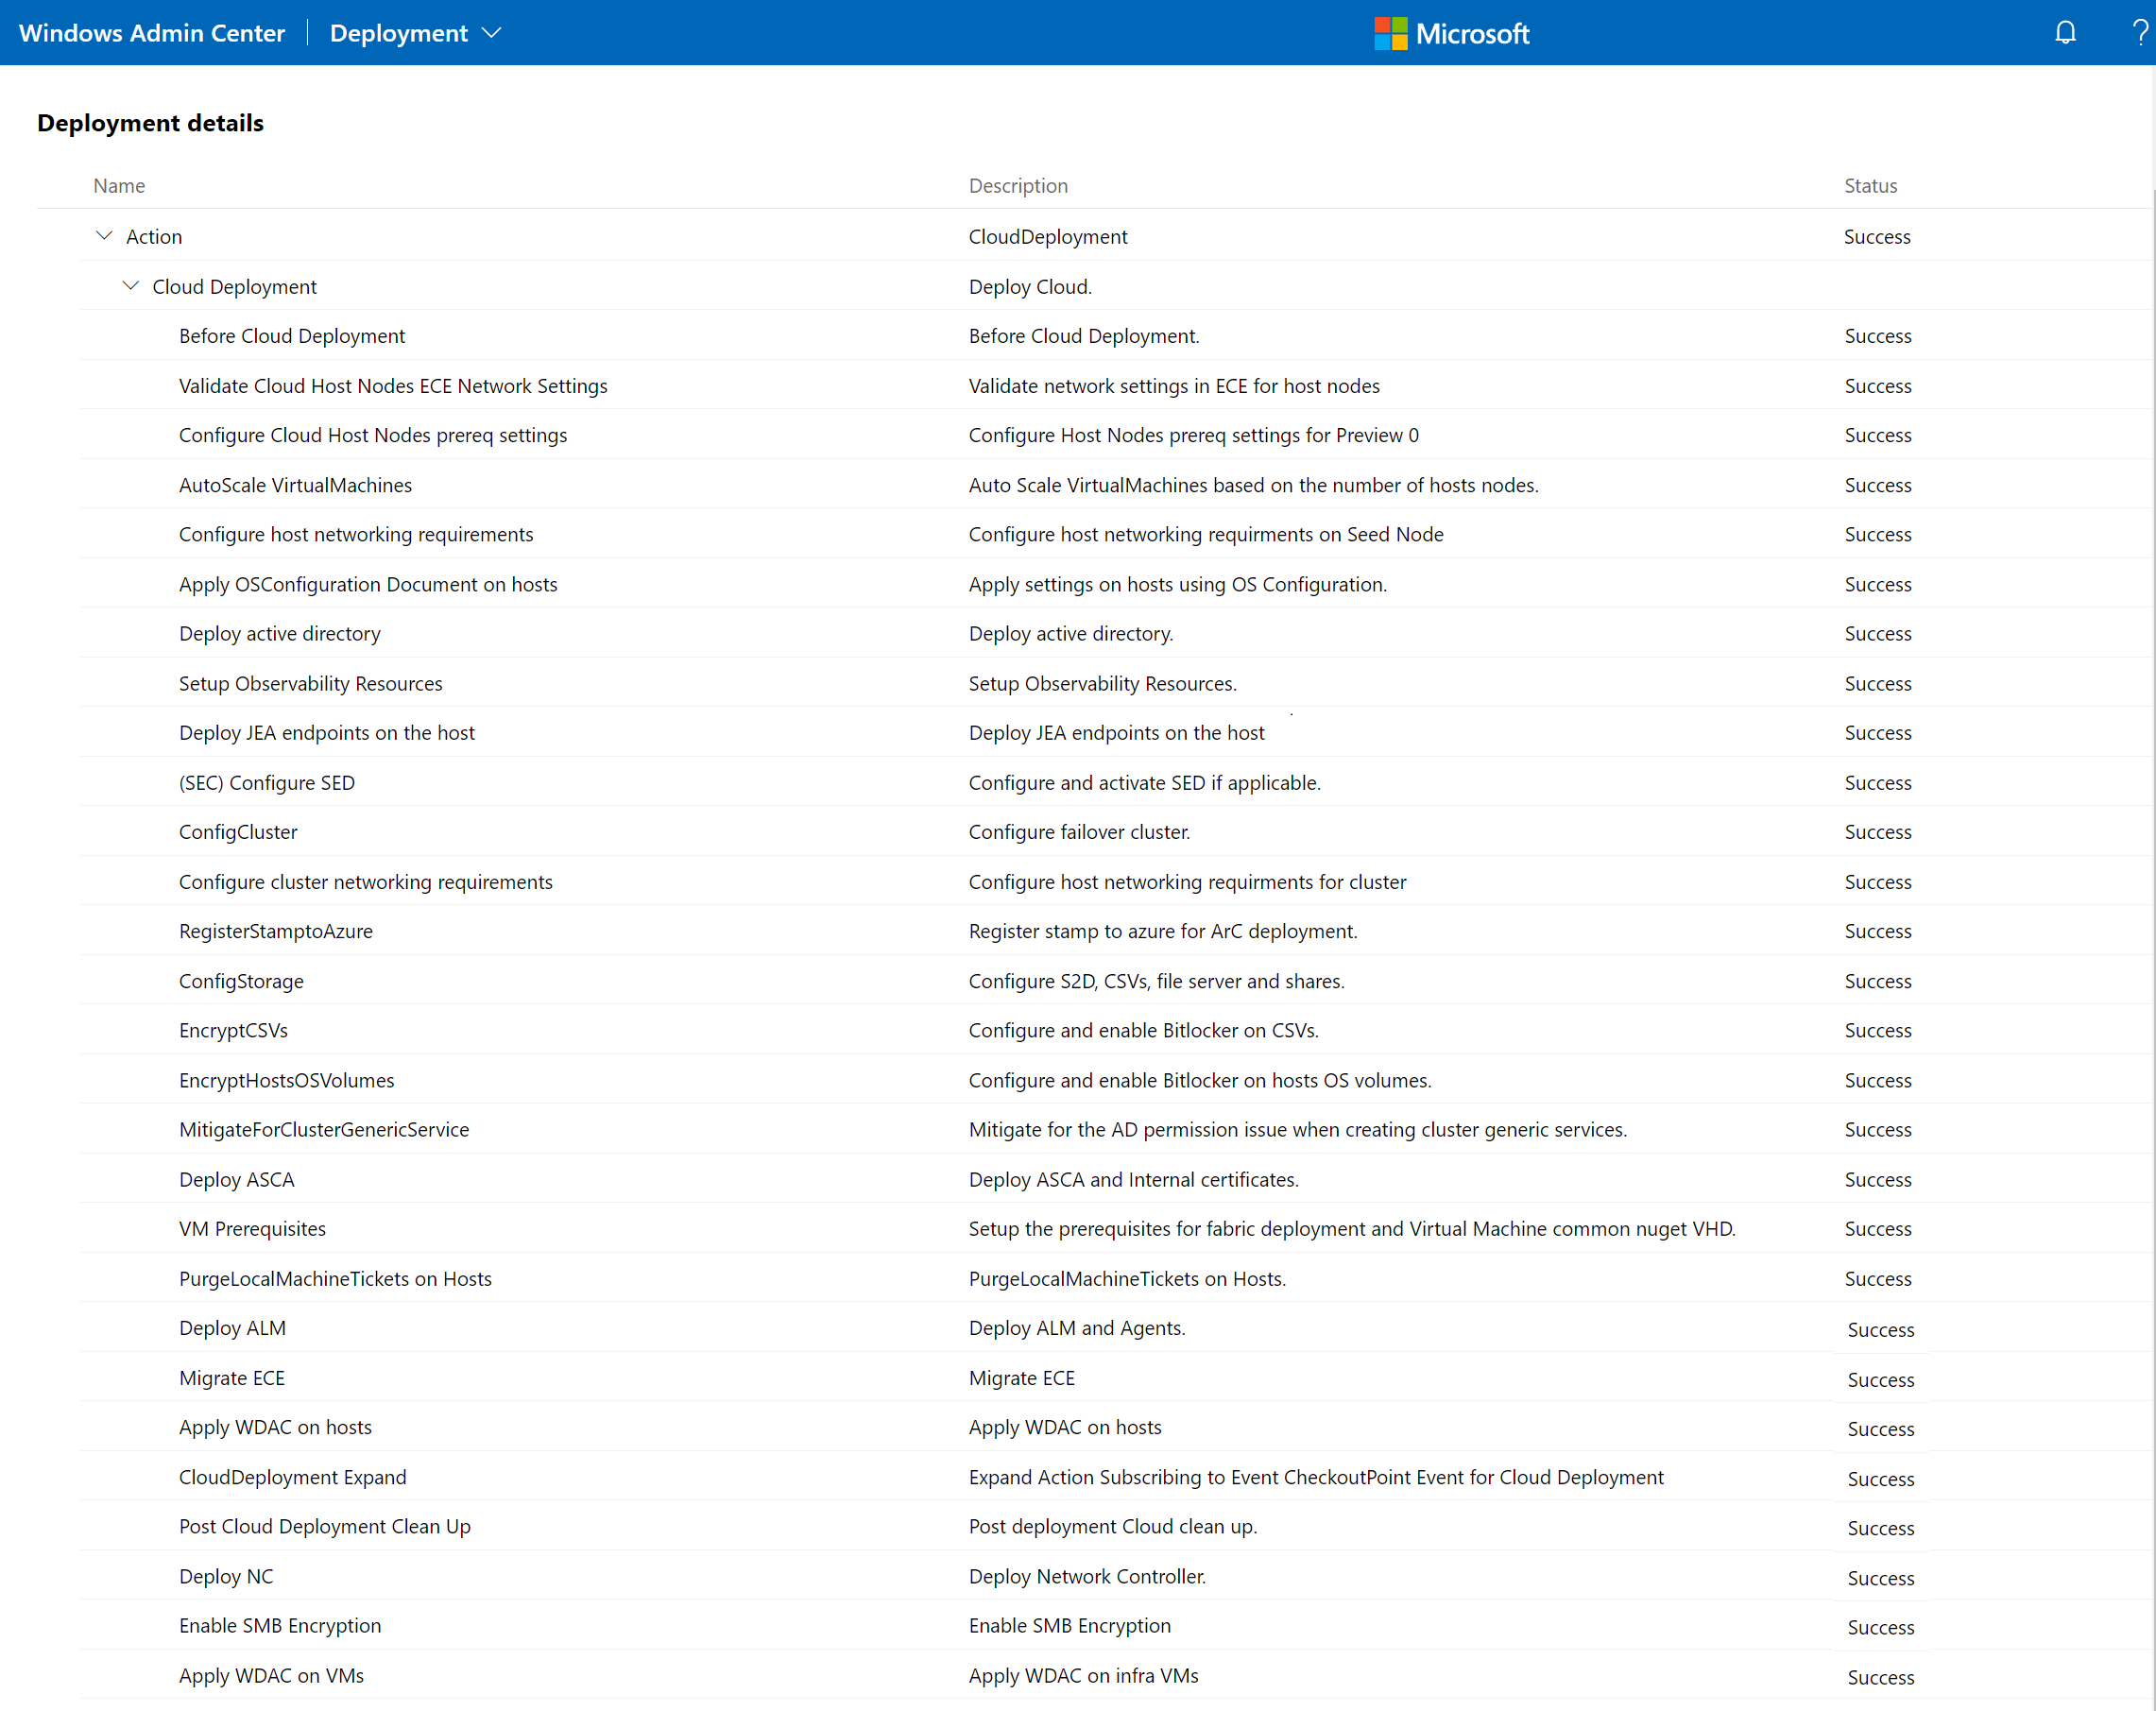 Windows Admin Center Deployment Microsoft ?
Deployment details
Name Description Status
Action CloudDeployment Success
Cloud Deployment Deploy Cloud.
Before Cloud Deployment Before Cloud Deployment. Success
Validate Cloud Host Nodes ECE Network Settings Validate network settings in ECE for host nodes Success
Configure Cloud Host Nodes prereq settings Configure Host Nodes prereq settings for Preview 0 Success
AutoScale VirtualMachines Auto Scale VirtualMachines based on the number of hosts nodes. Success
Configure host networking requirements Configure host networking requirments on Seed Node Success
Apply OSConfiguration Document on hosts Apply settings on hosts using OS Configuration. Success
Deploy active directory Deploy active directory. Success
Setup Observability Resources Setup Observability Resources. Success
Deploy JEA endpoints on the host Deploy JEA endpoints on the host Success
(SEC) Configure SED Configure and activate SED if applicable. Success
ConfigCluster Configure failover cluster. Success
Configure cluster networking requirements Configure host networking requirments for cluster Success
RegisterStamptoAzure Register stamp to azure for ArC deployment. Success
ConfigStorage Configure S2D, CSVs, file server and shares. Success
EncryptCSVs Configure and enable Bitlocker on CSVs. Success
EncryptHostsOSVolumes Configure and enable Bitlocker on hosts OS volumes. Success
MitigateForClusterGenericService Mitigate for the AD permission issue when creating cluster generic services. Success
Deploy ASCA Deploy ASCA and Internal certificates. Success
VM Prerequisites Setup the prerequisites for fabric deployment and Virtual Machine common nuget VHD. Success
PurgeLocalMachineTickets on Hosts PurgeLocalMachineTickets on Hosts. Success
Deploy ALM Deploy ALM and Agents. Success
Migrate ECE Migrate ECE Success
Apply WDAC on hosts Apply WDAC on hosts Success
CloudDeployment Expand Expand Action Subscribing to Event CheckoutPoint Event for Cloud Deployment Success
Post Cloud Deployment Clean Up Post deployment Cloud clean up. Success
Deploy NC Deploy Network Controller. Success
Enable SMB Encryption Enable SMB Encryption Success
Apply WDAC on VMs Apply WDAC on infra VMs Success